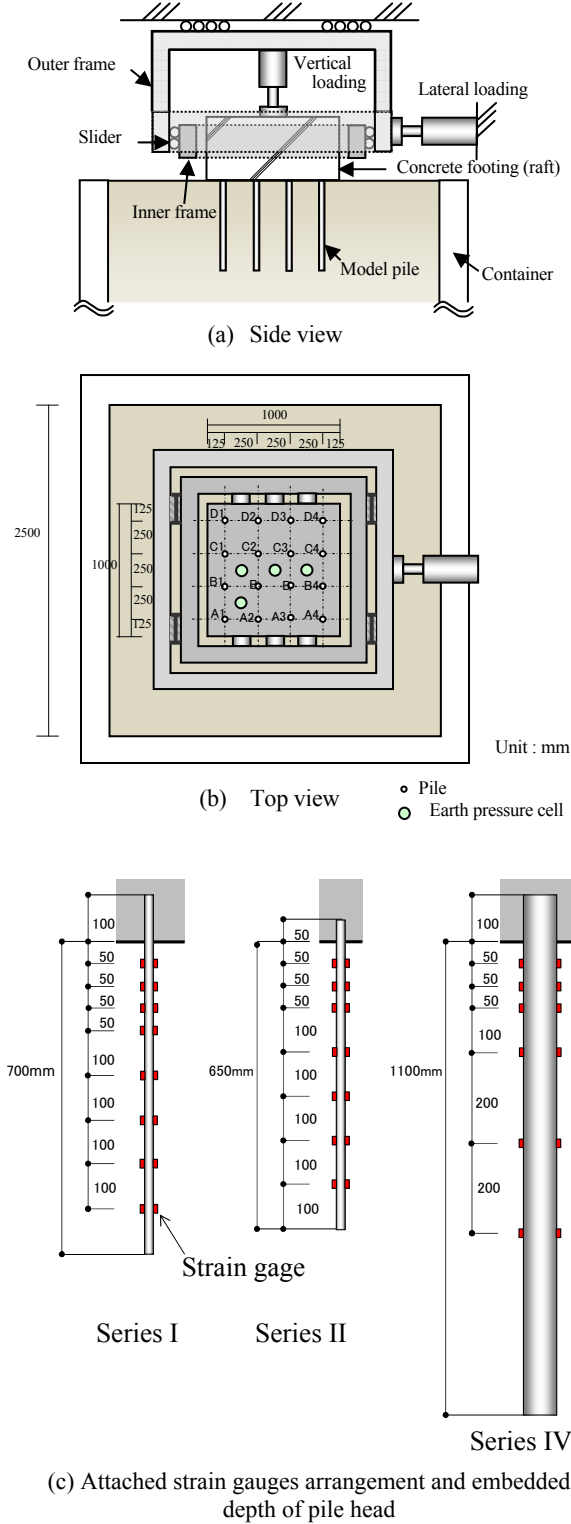 Outer frame
Vertical
loading
Lateral loading
Slider
Concrete footing (raft)
Inner frame
Model pile
Container
(a) Side view
1000
125 250 250 250 125
2500
1000
125
250
250
250
125
D1 D2 D3 D4
C1 C2 C3 C4
B1 B B B4
A1 A2 A3 A4
Unit : mm
(b) Top view
Pile
Earth pressure cell
100
50
50
50
50
100
100
100
100
700mm
Strain gage
Series I
50
50
50
50
100
100
100
100
100
650mm
Series II
100
50
50
50
100
200
200
1100mm
Series IV
(c) Attached strain gauges arrangement and embedded
depth of pile head